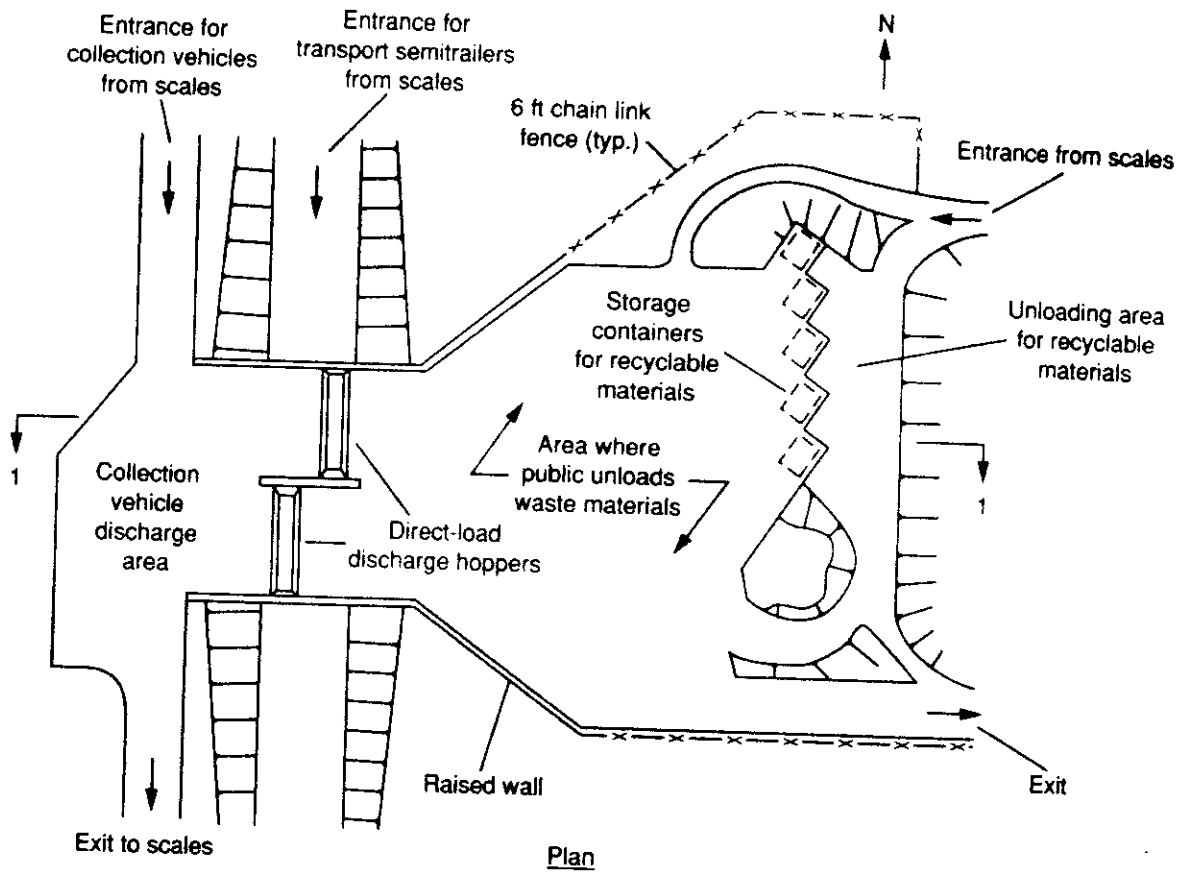 Entrance for
collection vehicles
from scales
Entrance for
transport semitrailers
from scales
N
6 ft chain link
fence (typ.)
Entrance from scales
Storage
containers
for recyclable
materials
Unloading area
for recyclable
materials
1
Collection
vehicle
discharge
area
Area where
public unloads
waste materials
1
Direct-load
discharge hoppers
Raised wall
Exit
Exit to scales
Plan